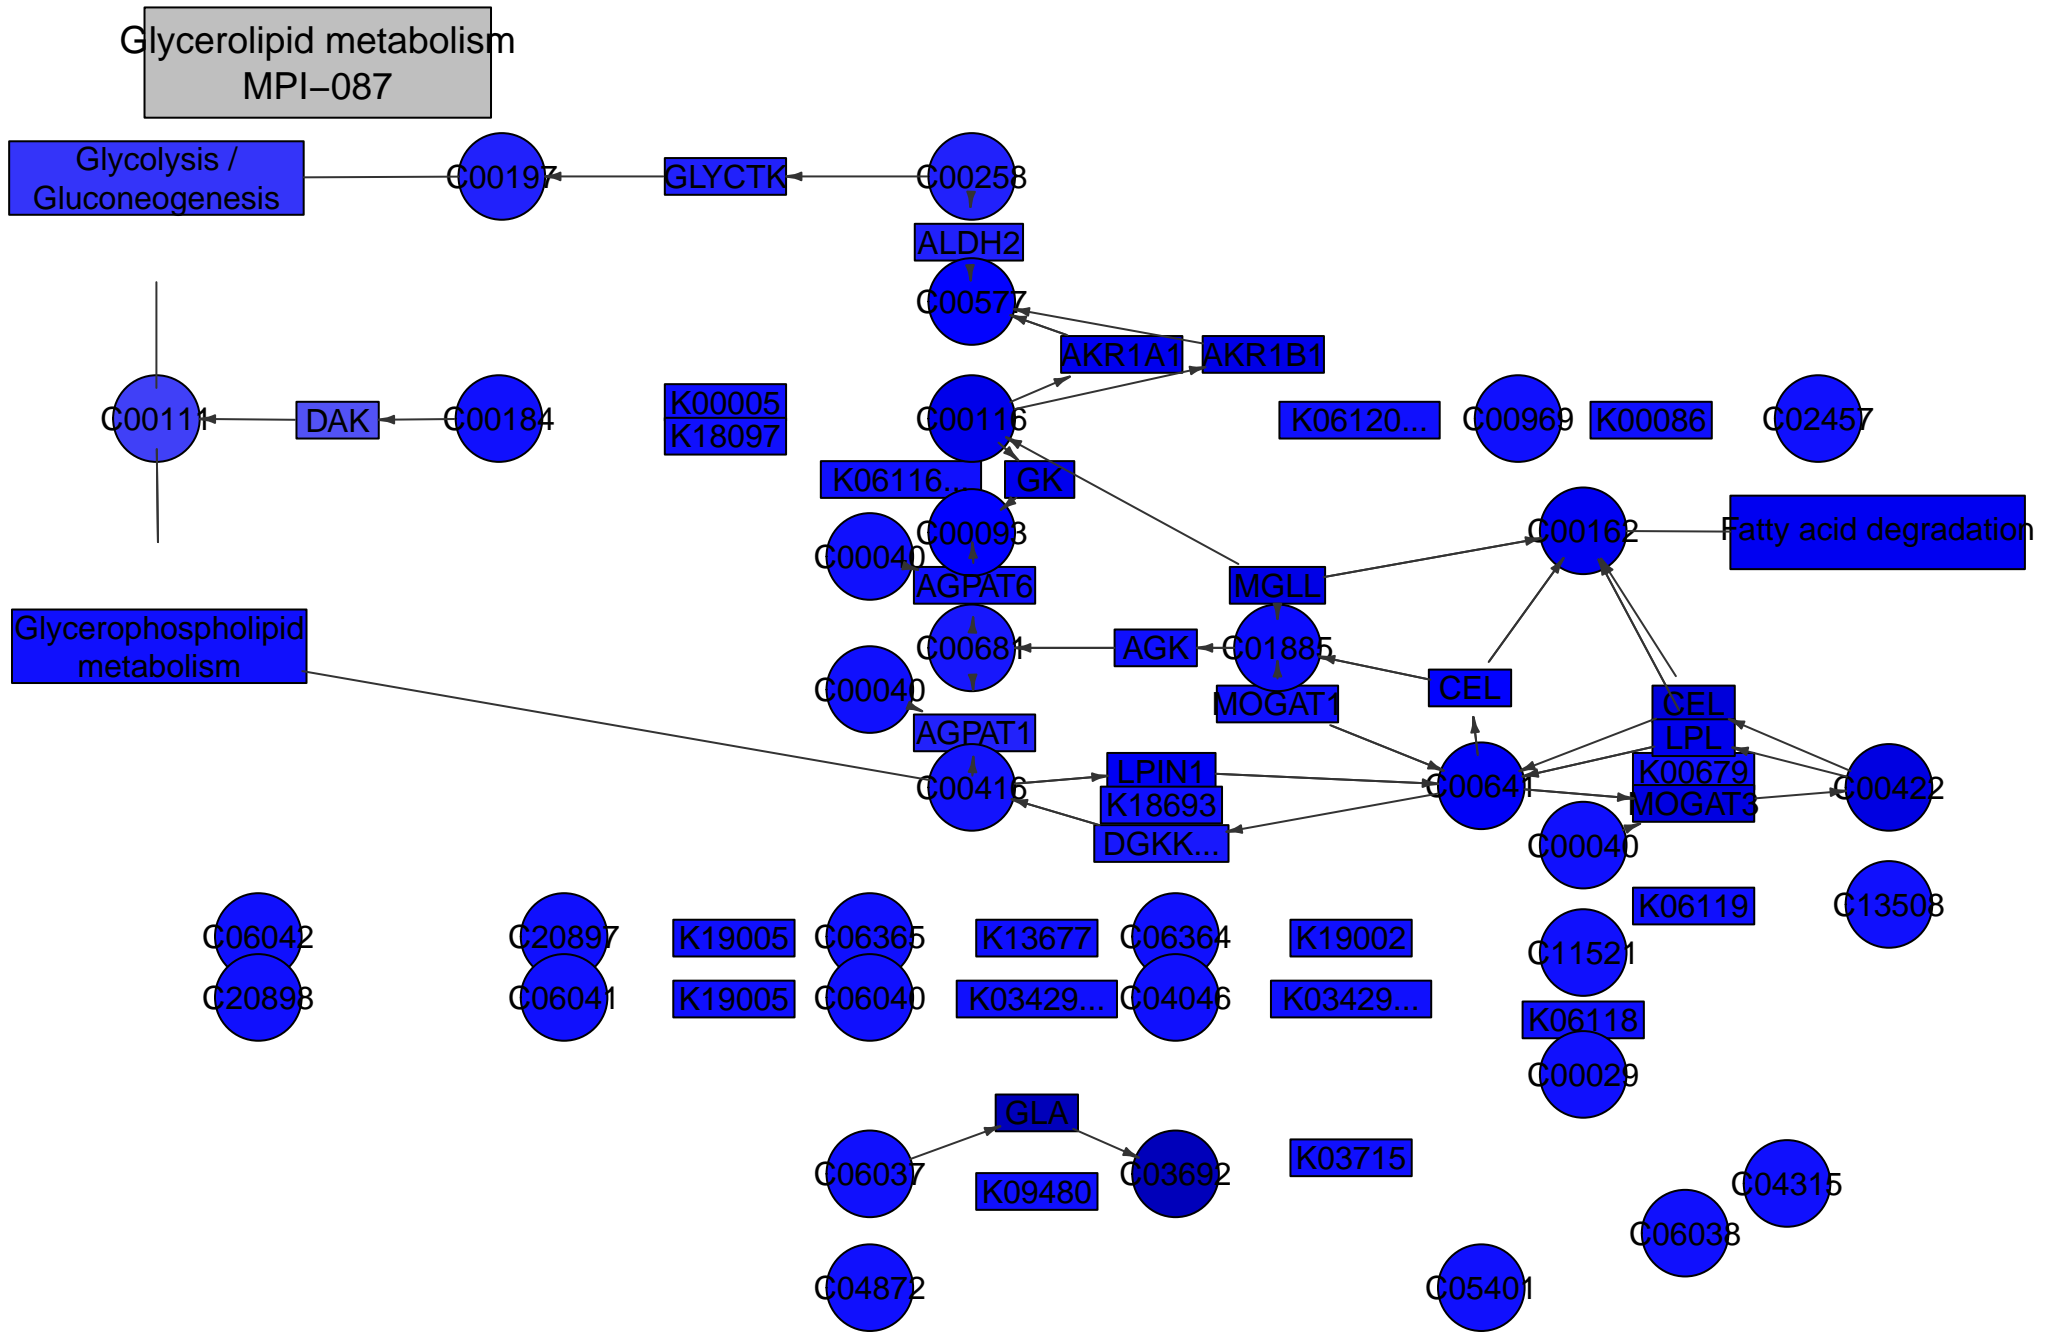 Glycerolipid metabolism
MPI−087
Glycolysis /
Gluconeogenesis
C00197
GLYCTK
C00258
ALDH2
C00577
AKR1A1
AKR1B1
C00111
DAK
C00184
K00005
K18097
C00116
K06120...
C00969
K00086
C02457
K06116...
GK
C00093
C00162
Fatty acid degradation
C00040
AGPAT6
MGLL
Glycerophospholipid
metabolism
C00681
AGK
C01885
C00040
MOGAT1
CEL
CEL
AGPAT1
LPL
C00416
LPIN1
K18693
DGKK...
C00641
K00679
MOGAT3
C00422
C00040
C06042
C20897
K19005
C06365
K13677
C06364
K19002
K06119
C13508
C11521
C20898
C06041
K19005
C06040
K03429...
C04046
K03429...
K06118
C00029
GLA
C06037
K09480
C03692
K03715
C04315
C06038
C04872
C05401